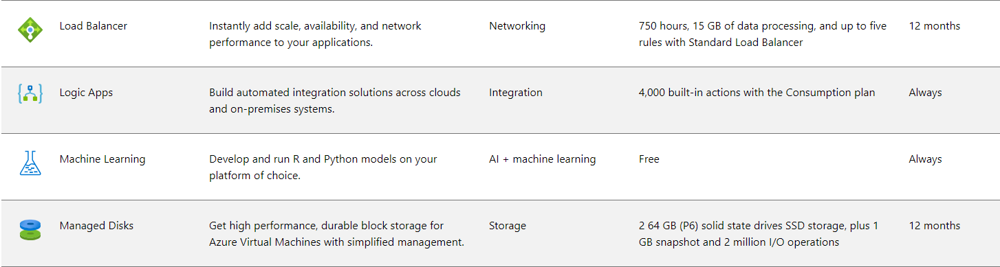 Load Balancer
Instantly add scale, availability, and network
performance to your applications.
Networking
750 hours, 15 GB of data processing, and up to five
rules with Standard Load Balancer
12 months
Logic Apps
Build automated integration solutions across clouds
and on-premises systems.
Integration
4,000 built-in actions with the Consumption plan
Always
Machine Learning
Develop and run R and Python models on your
platform of choice.
AI + machine learning
Free
Always
Managed Disks
Get high performance, durable block storage for
Azure Virtual Machines with simplified management.
Storage
2 64 GB (P6) solid state drives SSD storage, plus 1
GB snapshot and 2 million I/O operations
12 months